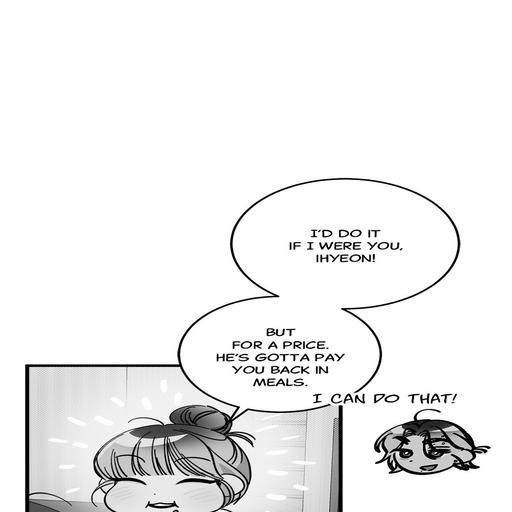 I'D DO IT
IF I WERE YOU,
IHYEON!
BUT
FOR A PRICE.
HE'S GOTTA PAY
YOU BACK IN
MEALS.
I CAN DO THAT!